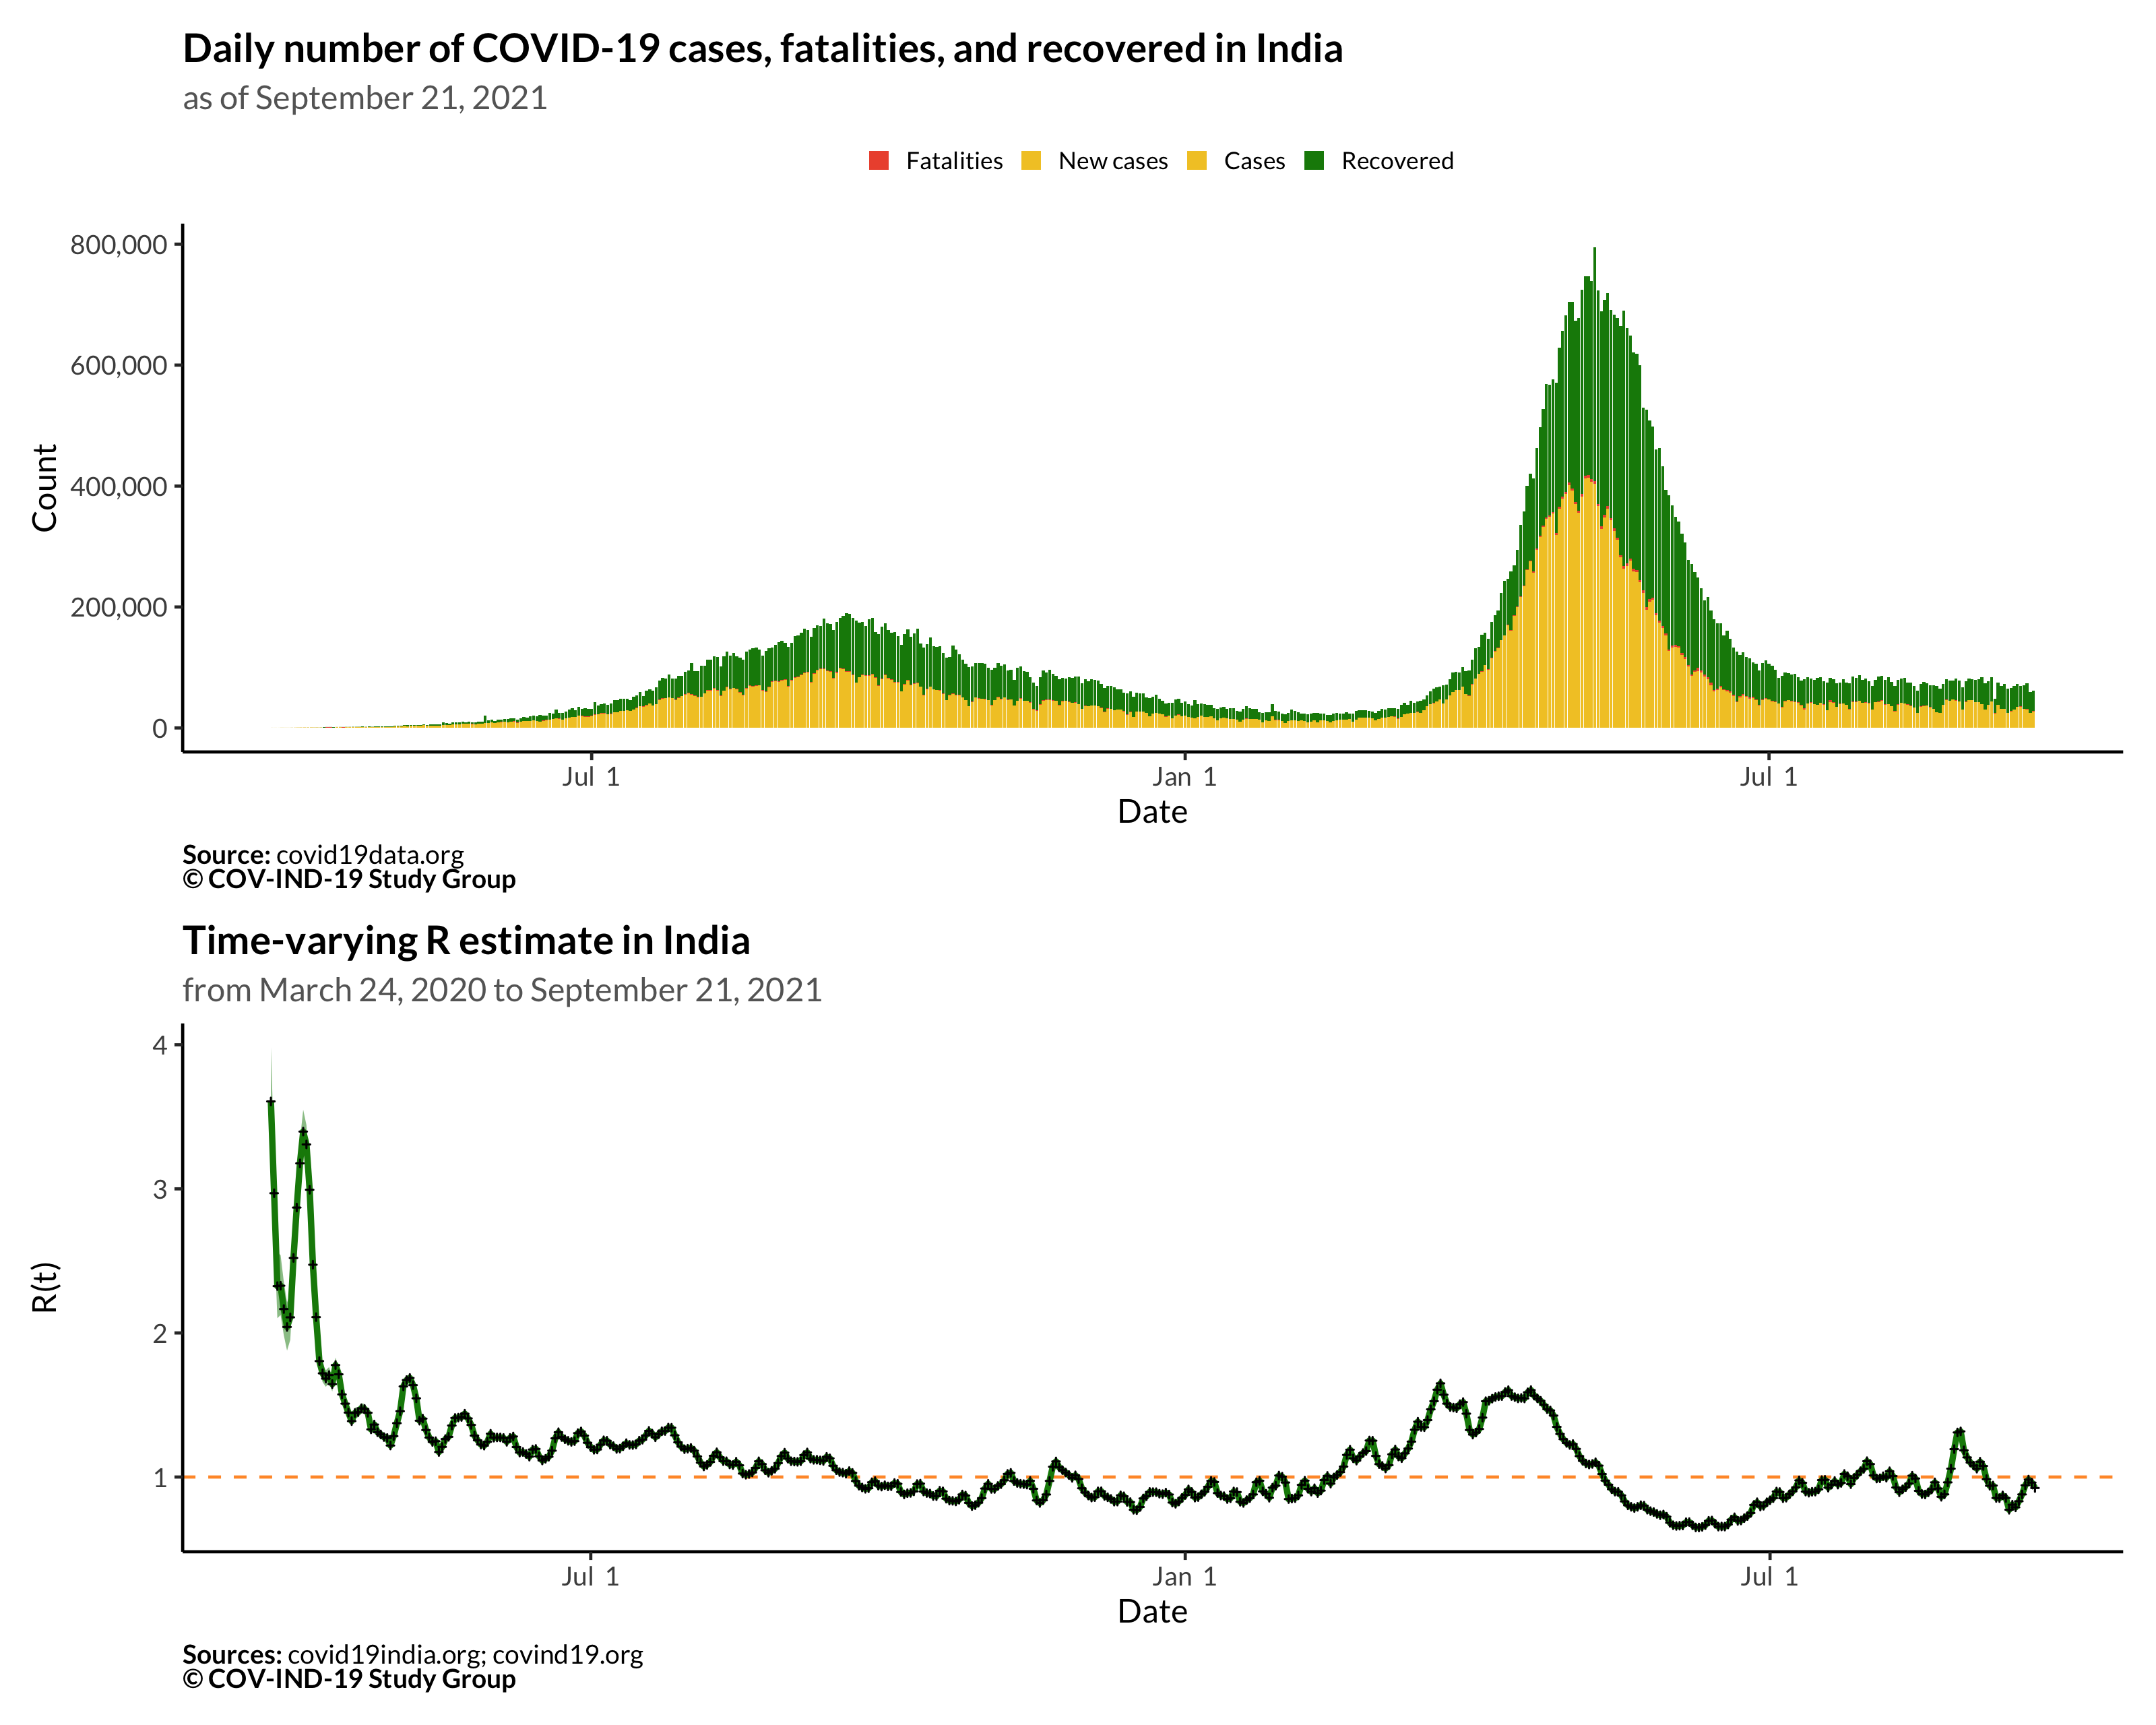 Daily number of COVID-19 cases, fatalities, and recovered in India
as of September 21, 2021
Fatalities New cases Cases Recovered
800,000
600,000
400,000
200,000
0
Count
Jul 1 Jan 1 Jul 1
Date
Source: covid19data.org
© COV-IND-19 Study Group
Time-varying R estimate in India
from March 24, 2020 to September 21, 2021
4
3
2
1
R(t)
Jul 1 Jan 1 Jul 1
Date
Sources: covid19india.org; covind19.org
© COV-IND-19 Study Group